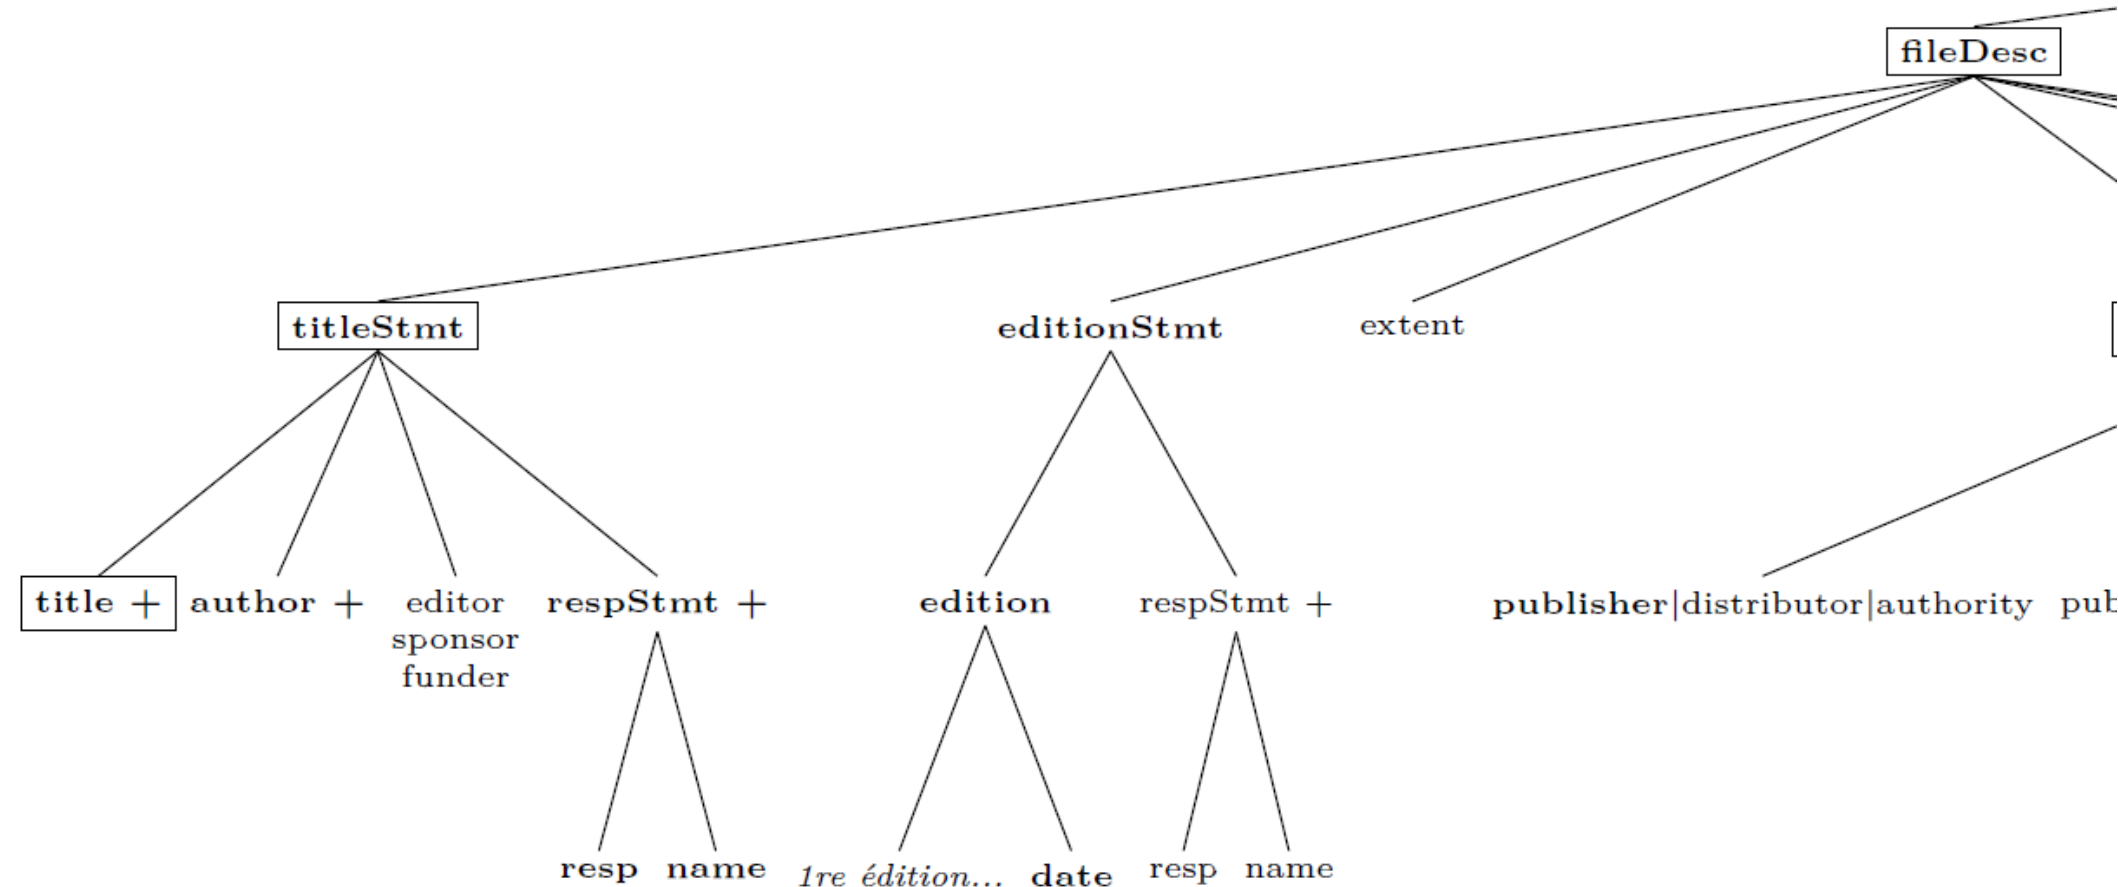 fileDesc
titleStmt
editionStmt
extent
title +
author +
editor
sponsor
funder
respStmt +
edition
respStmt +
publisher|distributor|authority
resp
name
1re édition...
date
resp
name